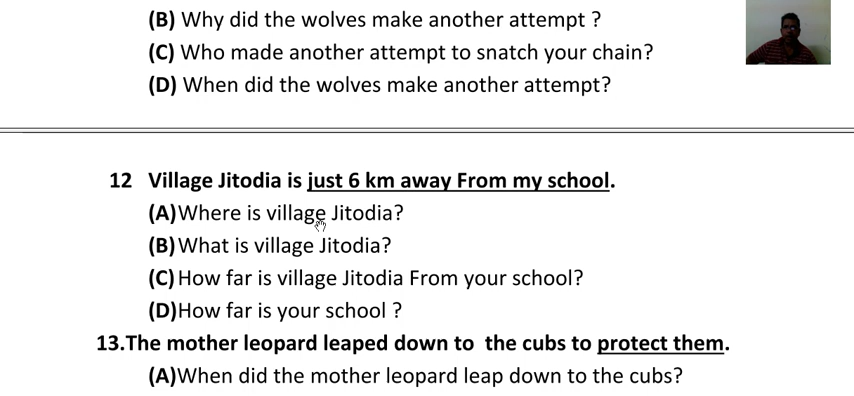 (B) Why did the wolves make another attempt ?
(C) Who made another attempt to snatch your chain?
(D) When did the wolves make another attempt?
12 Village Jitodia is just 6 km away From my school.
(A)Where is village Jitodia?
(B)What is village Jitodia?
(C)How far is village Jitodia From your school?
(D)How far is your school ?
13.The mother leopard leaped down to the cubs to protect them.
(A)When did the mother leopard leap down to the cubs?